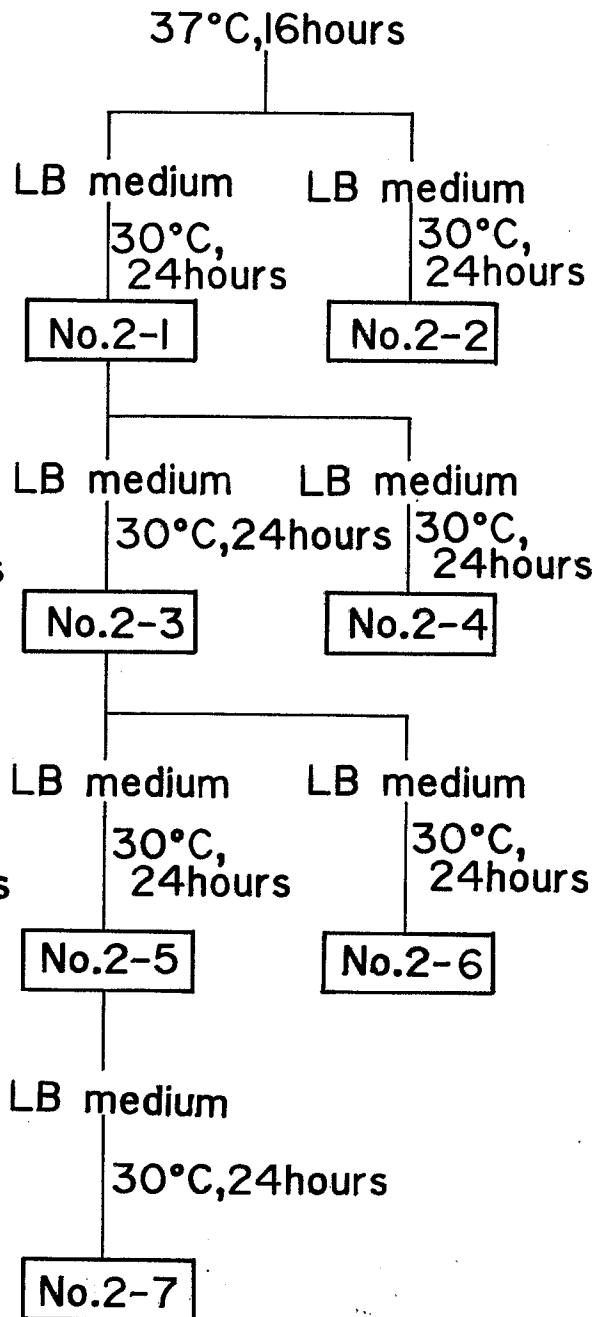 37°C,16hours
LB medium LB medium
30°C, 30°C,
24hours 24hours
No.2-1 No.2-2
LB medium LB medium
30°C,24hours 30°C,
24hours
s
No.2-3 No.2-4
LB medium LB medium
30°C, 30°C,
24hours 24hours
s
No.2-5 No.2-6
LB medium
30°C,24hours
No.2-7